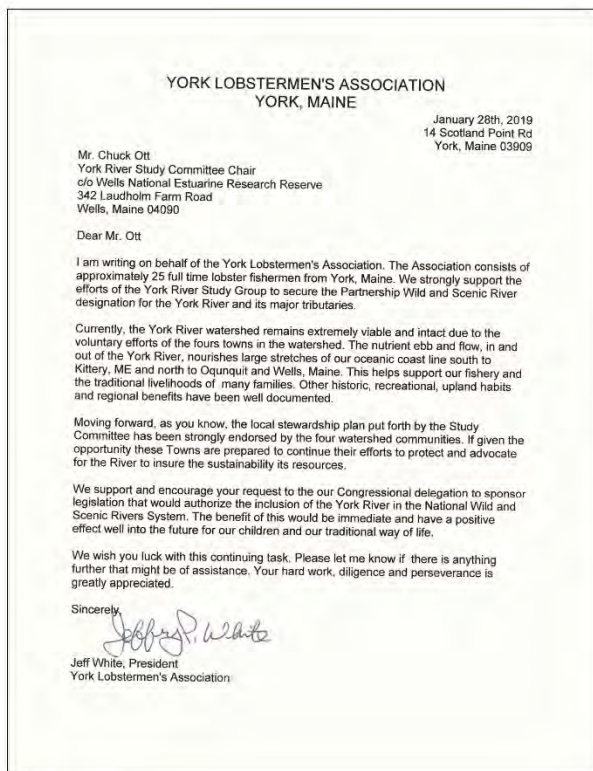 YORK LOBSTERMEN'S ASSOCIATION
YORK, MAINE
January 28th, 2019
14 Scotland Point Rd
York, Maine 03909
Mr. Chuck Ott
York River Study Committee Chair
c/o Wells National Estuarine Research Reserve
342 Laudholm Farm Road
Wells, Maine 04090
Dear Mr. Ott
I am writing on behalf of the York Lobstermen's Association. The Association consists of
approximately 25 full time lobster fishermen from York, Maine. We strongly support the
efforts of the York River Study Group to secure the Partnership Wild and Scenic River
designation for the York River and its major tributaries.
Currently, the York River watershed remains extremely viable and intact due to the
voluntary efforts of the fours towns in the watershed. The nutrient ebb and flow, in and
out of the York River, nourishes large stretches of our oceanic coast line south to
Kittery, ME and north to Oqunquit and Wells, Maine. This helps support our fishery and
the traditional livelihoods of many families. Other historic, recreational, upland habits
and regional benefits have been well documented.
Moving forward, as you know, the local stewardship plan put forth by the Study
Committee has been strongly endorsed by the four watershed communities. If given the
opportunity these Towns are prepared to continue their efforts to protect and advocate
for the River to insure the sustainability its resources.
We support and encourage your request to the our Congressional delegation to sponsor
legislation that would authorize the inclusion of the York River in the National Wild and
Scenic Rivers System. The benefit of this would be immediate and have a positive
effect well into the future for our children and our traditional way of life.
We wish you luck with this continuing task. Please let me know if there is anything
further that might be of assistance. Your hard work, diligence and perseverance is
greatly appreciated.
Sincerely,
Jeffrey P. White
Jeff White, President
York Lobstermen's Association